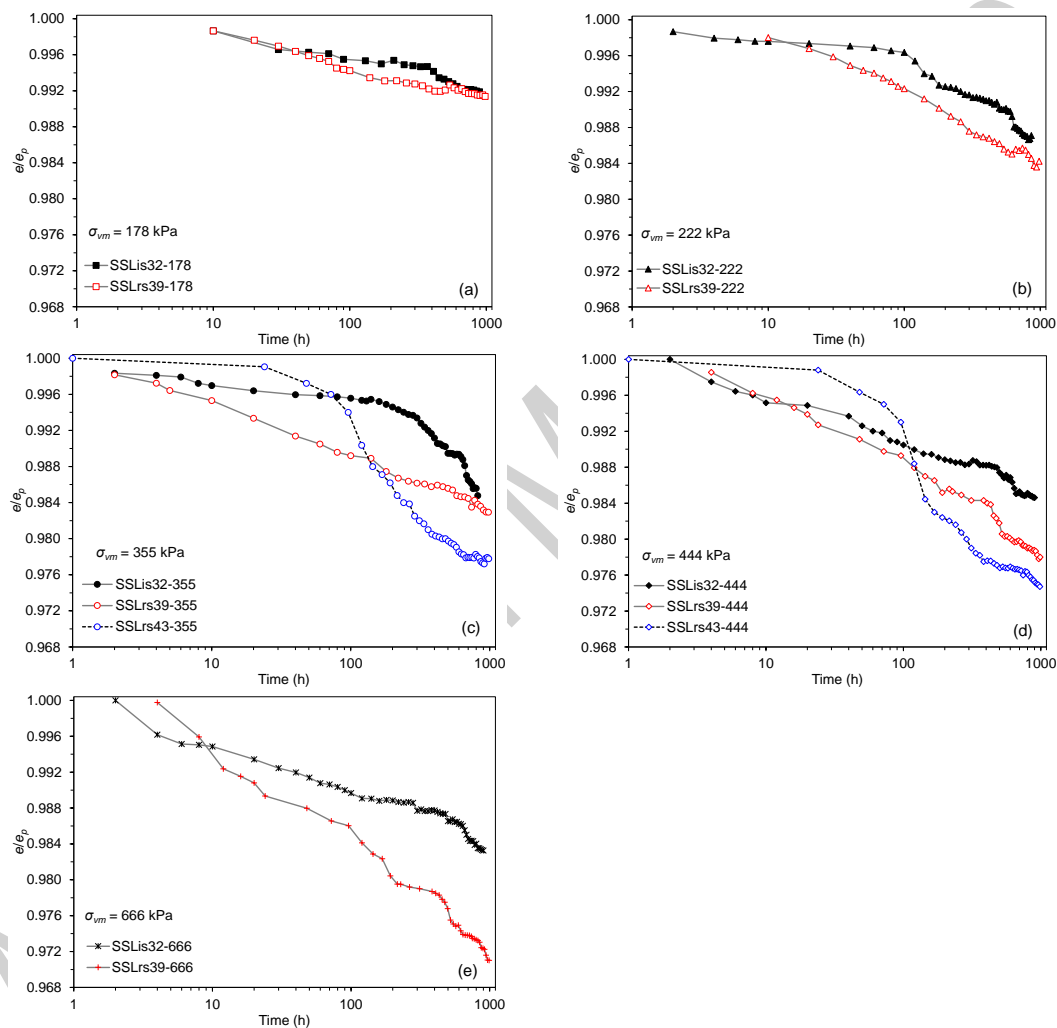 1.000
0.996
0.992
0.988
0.984
0.980
0.976
0.972
0.968
e/eₚ
σᵥₘ = 178 kPa
SSLis32-178
SSLrs39-178
(a)
1 10 100 1000
Time (h)
1.000
0.996
0.992
0.988
0.984
0.980
0.976
0.972
0.968
e/eₚ
σᵥₘ = 222 kPa
SSLis32-222
SSLrs39-222
(b)
1 10 100 1000
Time (h)
1.000
0.996
0.992
0.988
0.984
0.980
0.976
0.972
0.968
e/eₚ
σᵥₘ = 355 kPa
SSLis32-355
SSLrs39-355
SSLrs43-355
(c)
1 10 100 1000
Time (h)
1.000
0.996
0.992
0.988
0.984
0.980
0.976
0.972
0.968
e/eₚ
σᵥₘ = 444 kPa
SSLis32-444
SSLrs39-444
SSLrs43-444
(d)
1 10 100 1000
Time (h)
1.000
0.996
0.992
0.988
0.984
0.980
0.976
0.972
0.968
e/eₚ
σᵥₘ = 666 kPa
SSLis32-666
SSLrs39-666
(e)
1 10 100 1000
Time (h)